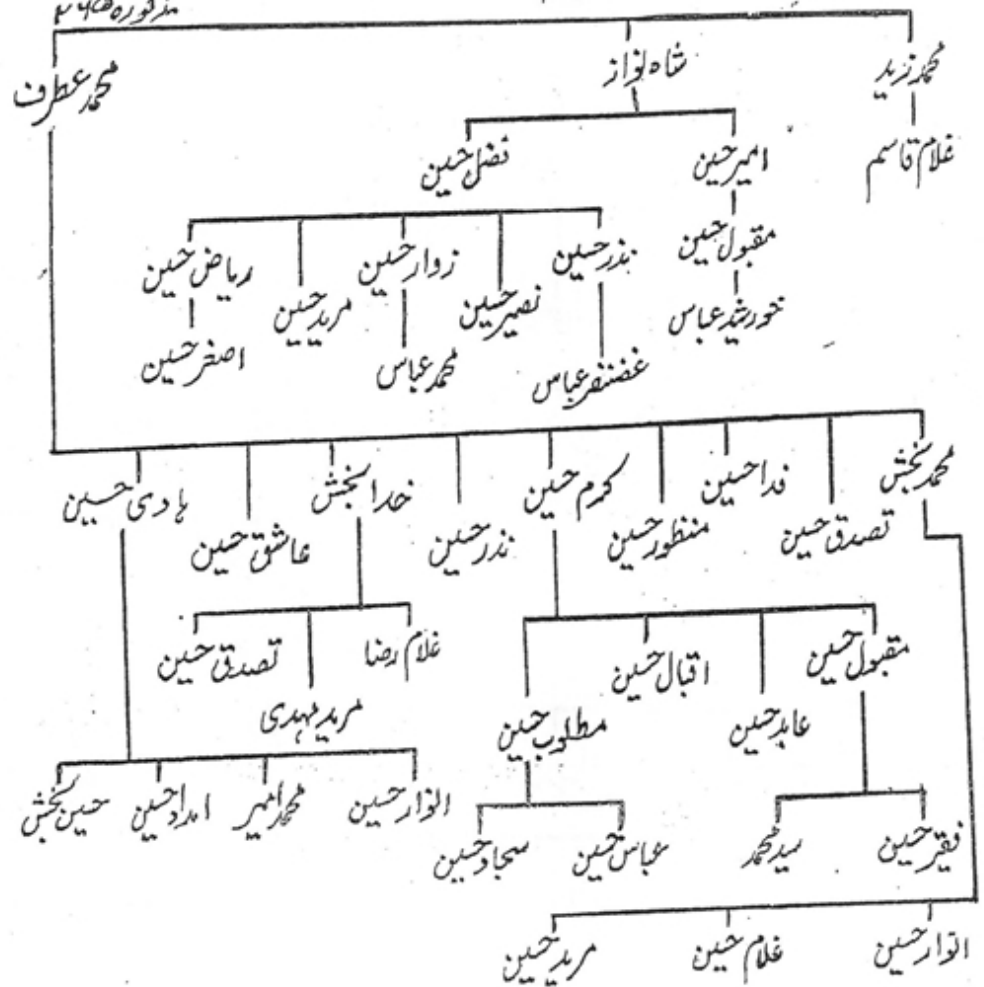 مذکورہ ص۲۶
محمد زید
شاہ نواز
محمد عطرف
غلام قاسم
امیر حسین
فضل حسین
مقبول حسین
خورشید عباس
نذر حسین
نصیر حسین
زوار حسین
مرید حسین
ریاض حسین
غضنفر عباس
محمد عباس
اصغر حسین
محمد بخش
تصدق حسین
فدا حسین
منظور حسین
کرم حسین
نذر حسین
خدا بخش
عاشق حسین
ہادی حسین
مقبول حسین
عابد حسین
اقبال حسین
مطلوب حسین
غلام رضا
مرید مہدی
تصدق حسین
فقیر حسین
سید محمد
عباس حسین
سجاد حسین
انوار حسین
محمد امیر
امداد حسین
حسین بخش
انوار حسین
غلام حسین
مرید حسین